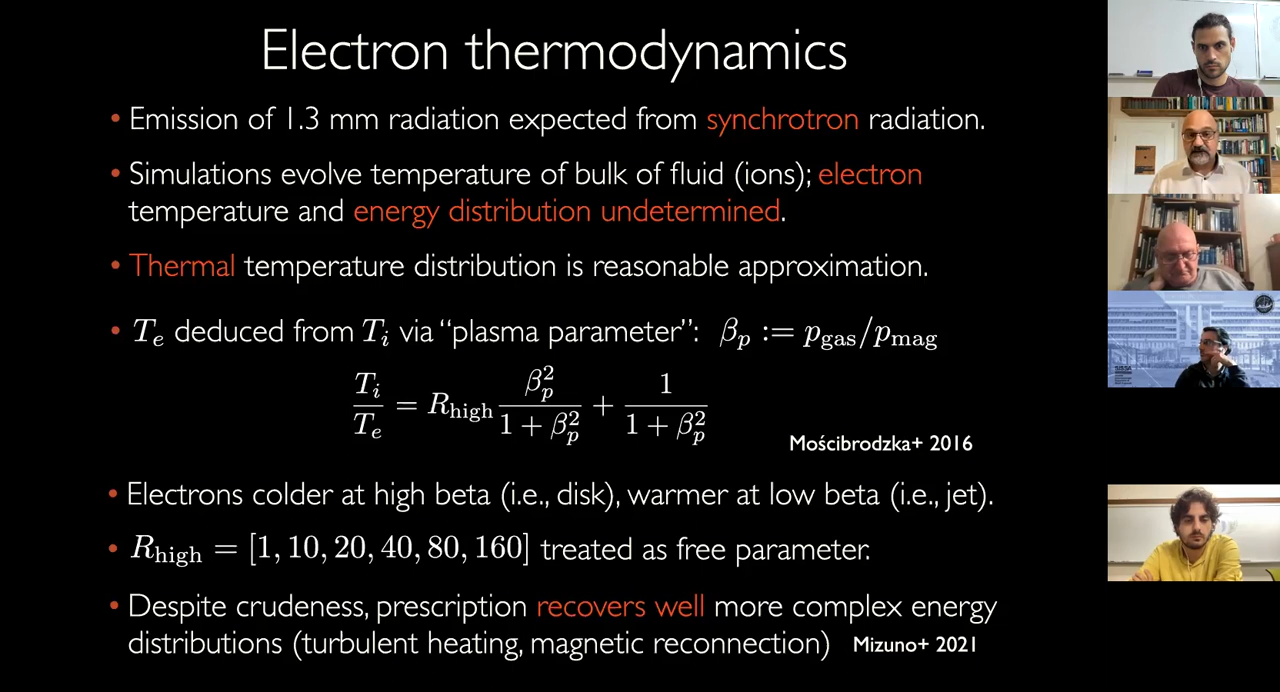 Electron thermodynamics
• Emission of 1.3 mm radiation expected from synchrotron radiation.
• Simulations evolve temperature of bulk of fluid (ions); electron
temperature and energy distribution undetermined.
• Thermal temperature distribution is reasonable approximation.
• T_e deduced from T_i via “plasma parameter”: β_p := p_gas/p_mag
T_i/T_e = R_high β_p^2/(1 + β_p^2) + 1/(1 + β_p^2)
Mościbrodzka+ 2016
• Electrons colder at high beta (i.e., disk), warmer at low beta (i.e., jet).
• R_high = [1, 10, 20, 40, 80, 160] treated as free parameter.
• Despite crudeness, prescription recovers well more complex energy
distributions (turbulent heating, magnetic reconnection)
Mizuno+ 2021